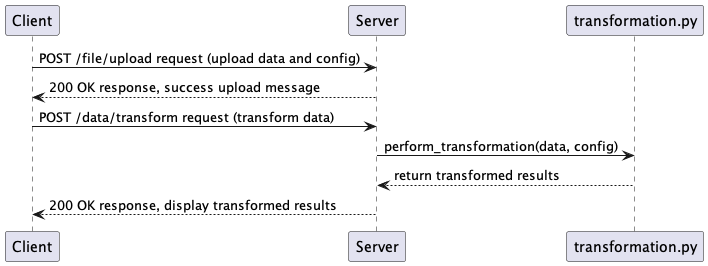 Client
Server
transformation.py
POST /file/upload request (upload data and config)
200 OK response, success upload message
POST /data/transform request (transform data)
perform_transformation(data, config)
return transformed results
200 OK response, display transformed results
Client
Server
transformation.py